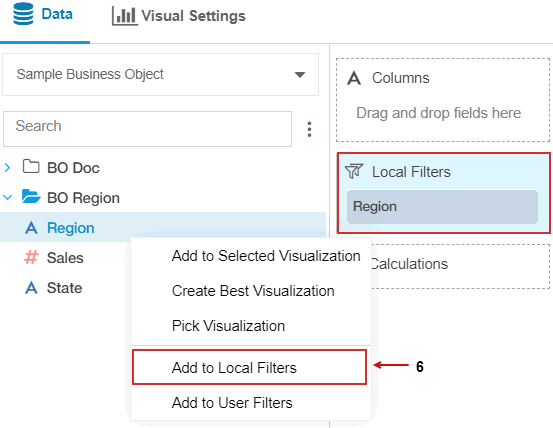 Data
Visual Settings
Sample Business Object
Search
BO Doc
BO Region
Region
Sales
State
Add to Selected Visualization
Create Best Visualization
Pick Visualization
Add to Local Filters
Add to User Filters
Columns
Drag and drop fields here
Local Filters
Region
Calculations
6